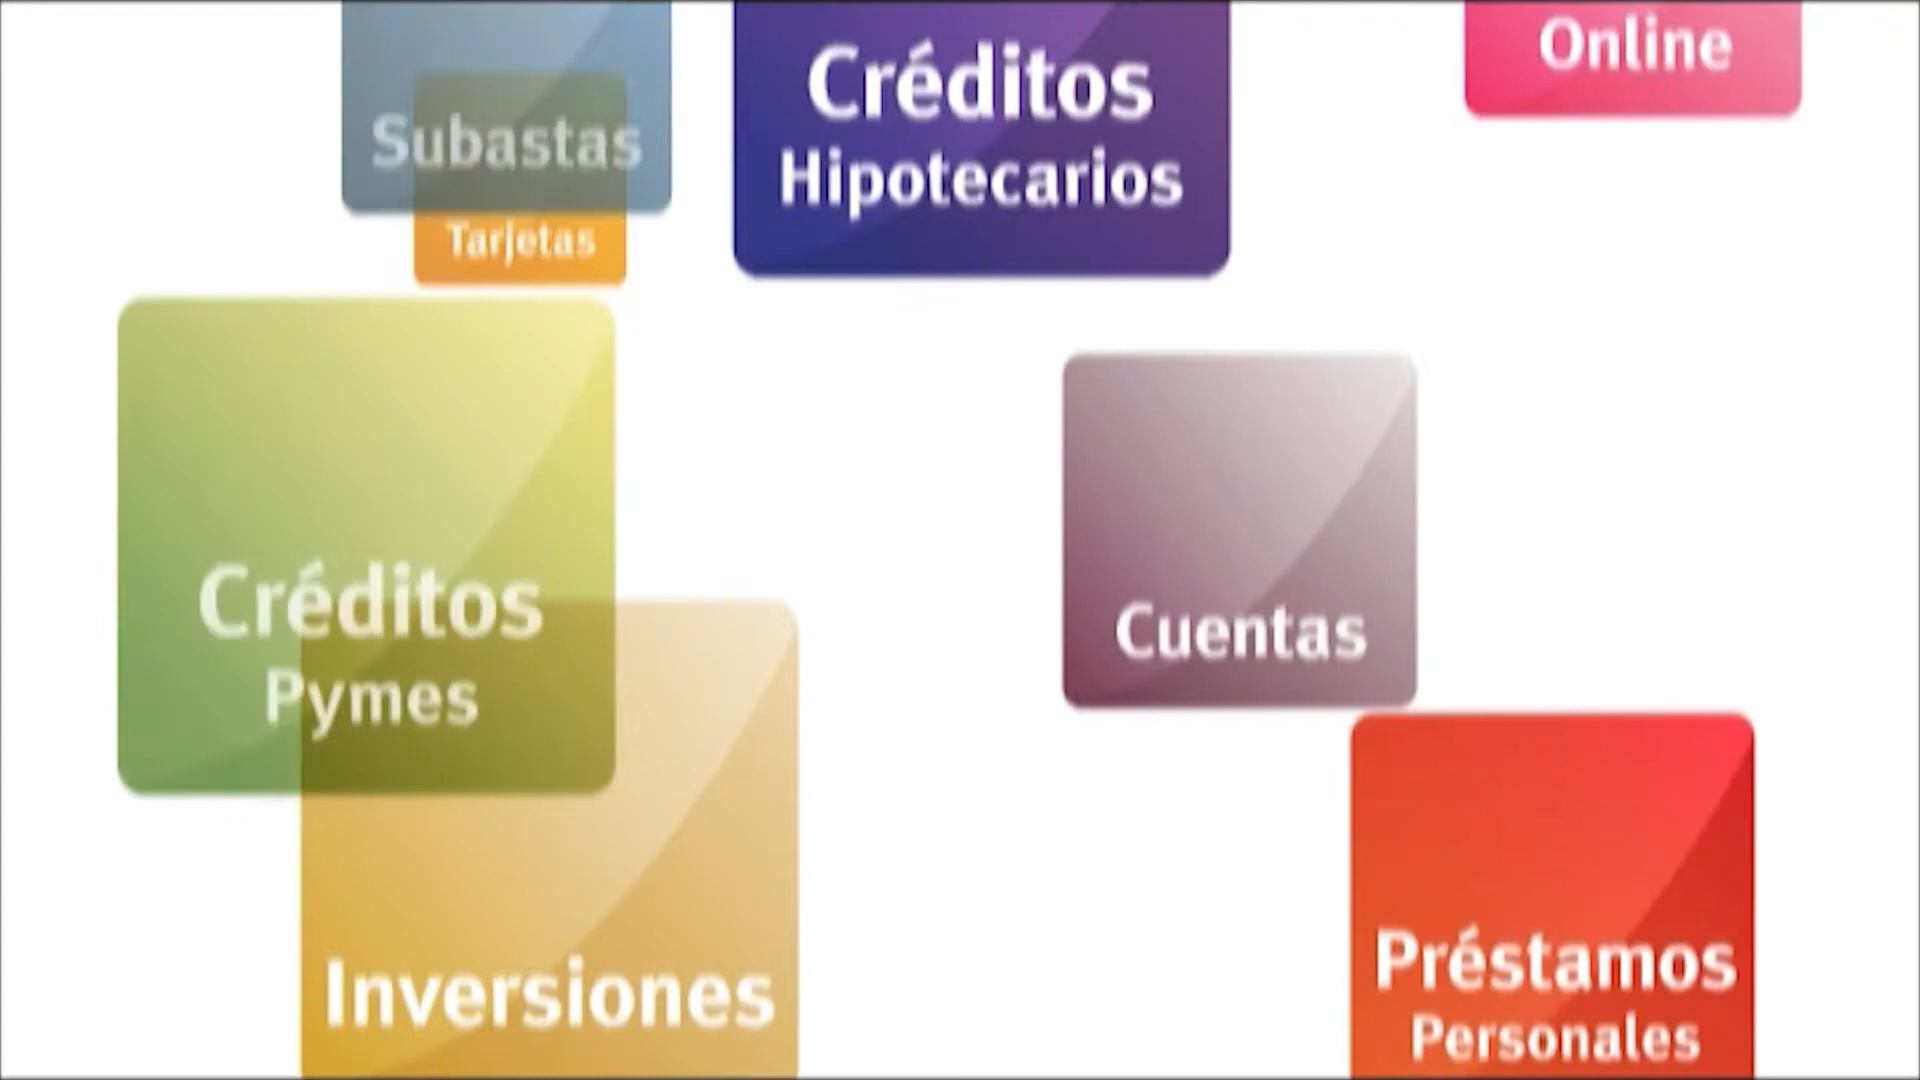 Online
Créditos
Hipotecarios
Subastas
Tarjetas
Créditos
Pymes
Cuentas
Inversiones
Préstamos
Personales